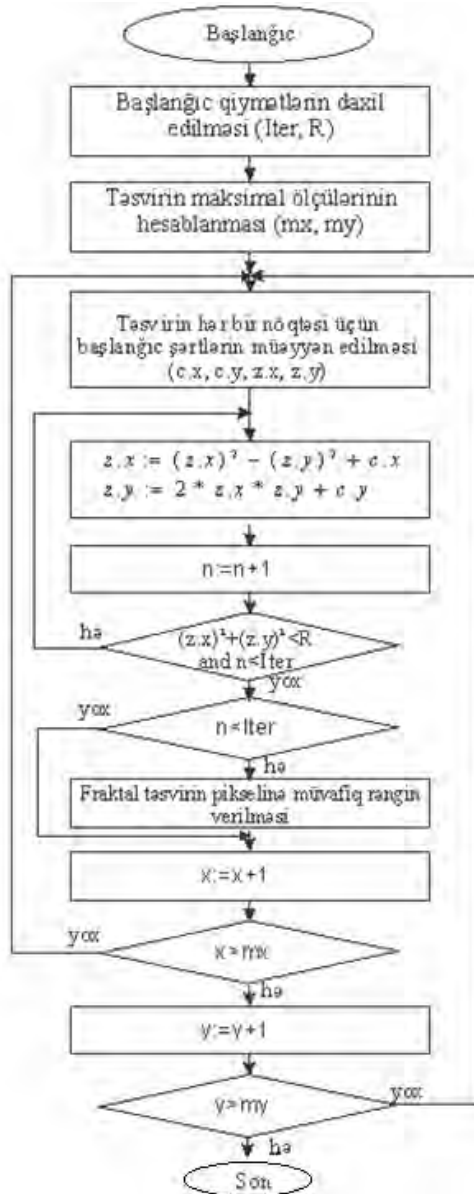 Başlanğıc
Başlanğıc qiymətlərin daxil
edilməsi (Iter, R)
Təsvirin maksimal ölçülərinin
hesablanması (mx, my)
Təsvirin hər bir nöqtəsi üçün
başlanğıc şərtlərin müəyyən edilməsi
(c.x, c.y, z.x, z.y)
z.x := (z.x)² − (z.y)² + c.x
z.y := 2 * z.x * z.y + c.y
n:=n+1
hə
(z.x)²+(z.y)²<R
and n<Iter
yox
yox
n<Iter
hə
Fraktal təsvirin pikselinə müvafiq rəngin
verilməsi
x:=x+1
yox
x>mx
hə
y:=y+1
yox
y>my
hə
Son